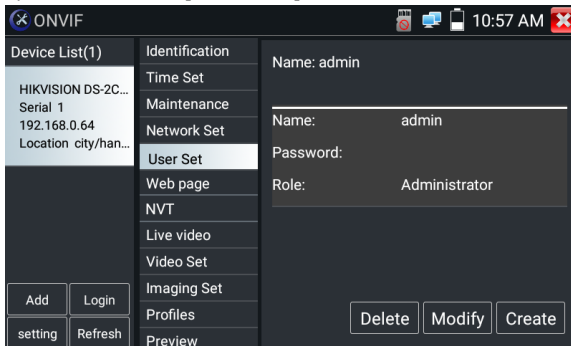 ONVIF
10:57 AM
Device List(1)
HIKVISION DS-2C...
Serial 1
192.168.0.64
Location city/han...
Add
Login
setting
Refresh
Identification
Time Set
Maintenance
Network Set
User Set
Web page
NVT
Live video
Video Set
Imaging Set
Profiles
Preview
Name: admin
Name: admin
Password:
Role: Administrator
Delete
Modify
Create